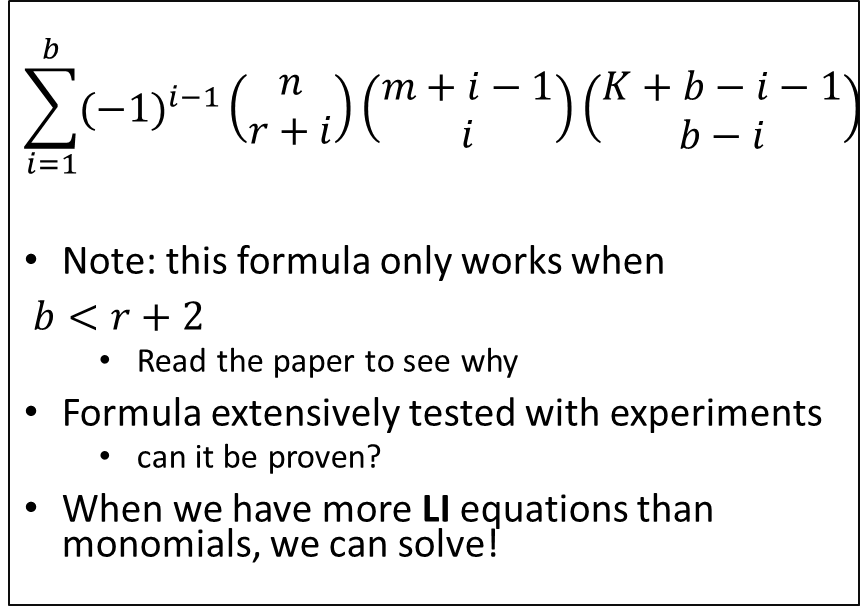 \sum_{i=1}^{b} (-1)^{i-1} \binom{n}{r+i} \binom{m+i-1}{i} \binom{K+b-i-1}{b-i}
• Note: this formula only works when
b < r + 2
• Read the paper to see why
• Formula extensively tested with experiments
• can it be proven?
• When we have more LI equations than
monomials, we can solve!